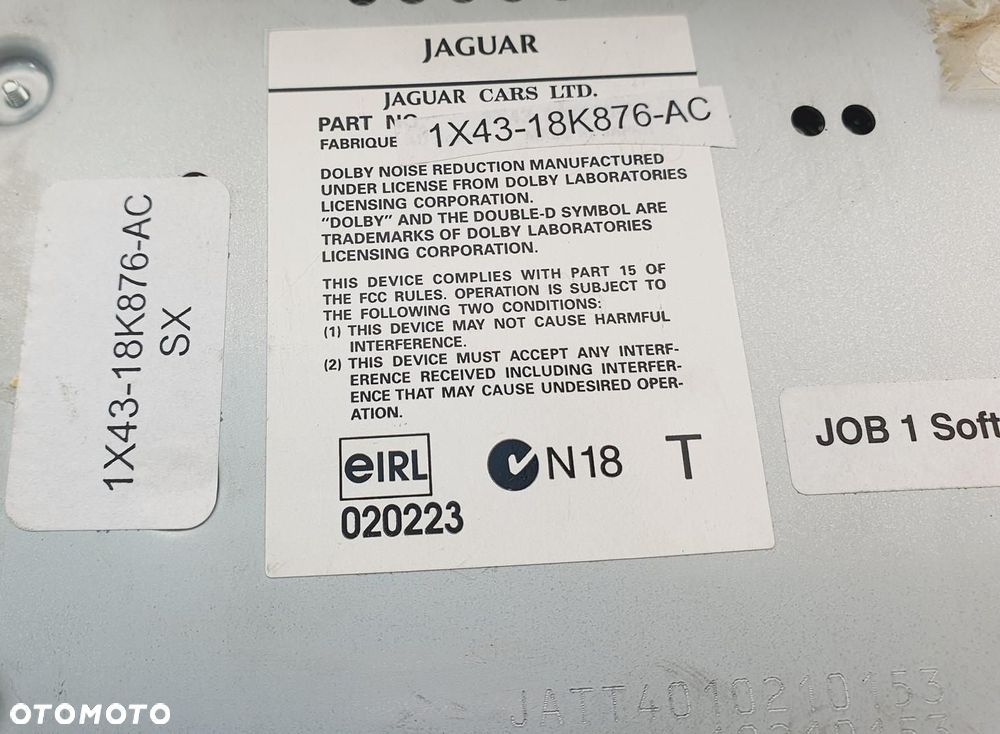 JAGUAR
JAGUAR CARS LTD.
PART
1X43-18K876-AC
FABRIQUE
DOLBY NOISE REDUCTION MANUFACTURED
UNDER LICENSE FROM DOLBY LABORATORIES
LICENSING CORPORATION.
“DOLBY” AND THE DOUBLE-D SYMBOL ARE
TRADEMARKS OF DOLBY LABORATORIES
LICENSING CORPORATION.
THIS DEVICE COMPLIES WITH PART 15 OF
THE FCC RULES. OPERATION IS SUBJECT TO
THE FOLLOWING TWO CONDITIONS:
(1) THIS DEVICE MAY NOT CAUSE HARMFUL
INTERFERENCE.
(2) THIS DEVICE MUST ACCEPT ANY INTERF-
ERENCE RECEIVED INCLUDING INTERFER-
ENCE THAT MAY CAUSE UNDESIRED OPER-
ATION.
eIRL
020223
N18
T
1X43-18K876-AC
SX
JOB 1 Soft
JATT4010210153
OTOMOTO